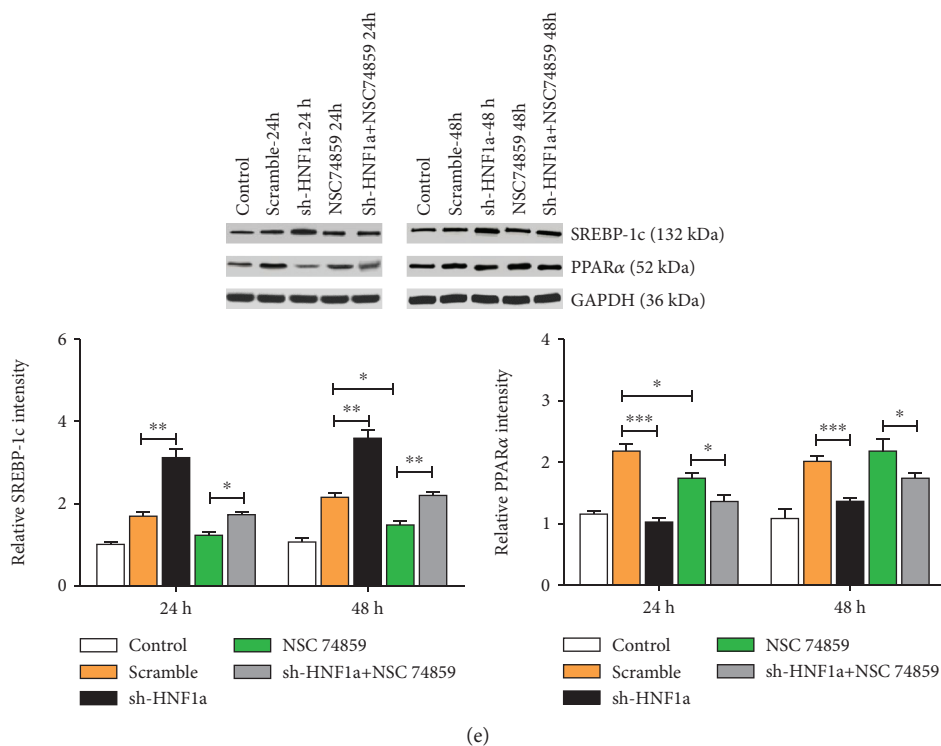 Control
Scramble-24h
sh-HNF1a-24 h
NSC74859 24h
Sh-HNF1a+NSC74859 24h
Control
Scramble-48h
sh-HNF1a-48 h
NSC74859 48h
Sh-HNF1a+NSC74859 48h
SREBP-1c (132 kDa)
PPARα (52 kDa)
GAPDH (36 kDa)
Relative SREBP-1c intensity
6
4
2
0
**
*
*
**
**
24 h
48 h
Control
Scramble
sh-HNF1a
NSC 74859
sh-HNF1a+NSC 74859
Relative PPARα intensity
4
3
2
1
0
*
***
*
***
*
24 h
48 h
Control
Scramble
sh-HNF1a
NSC 74859
sh-HNF1a+NSC 74859
(e)